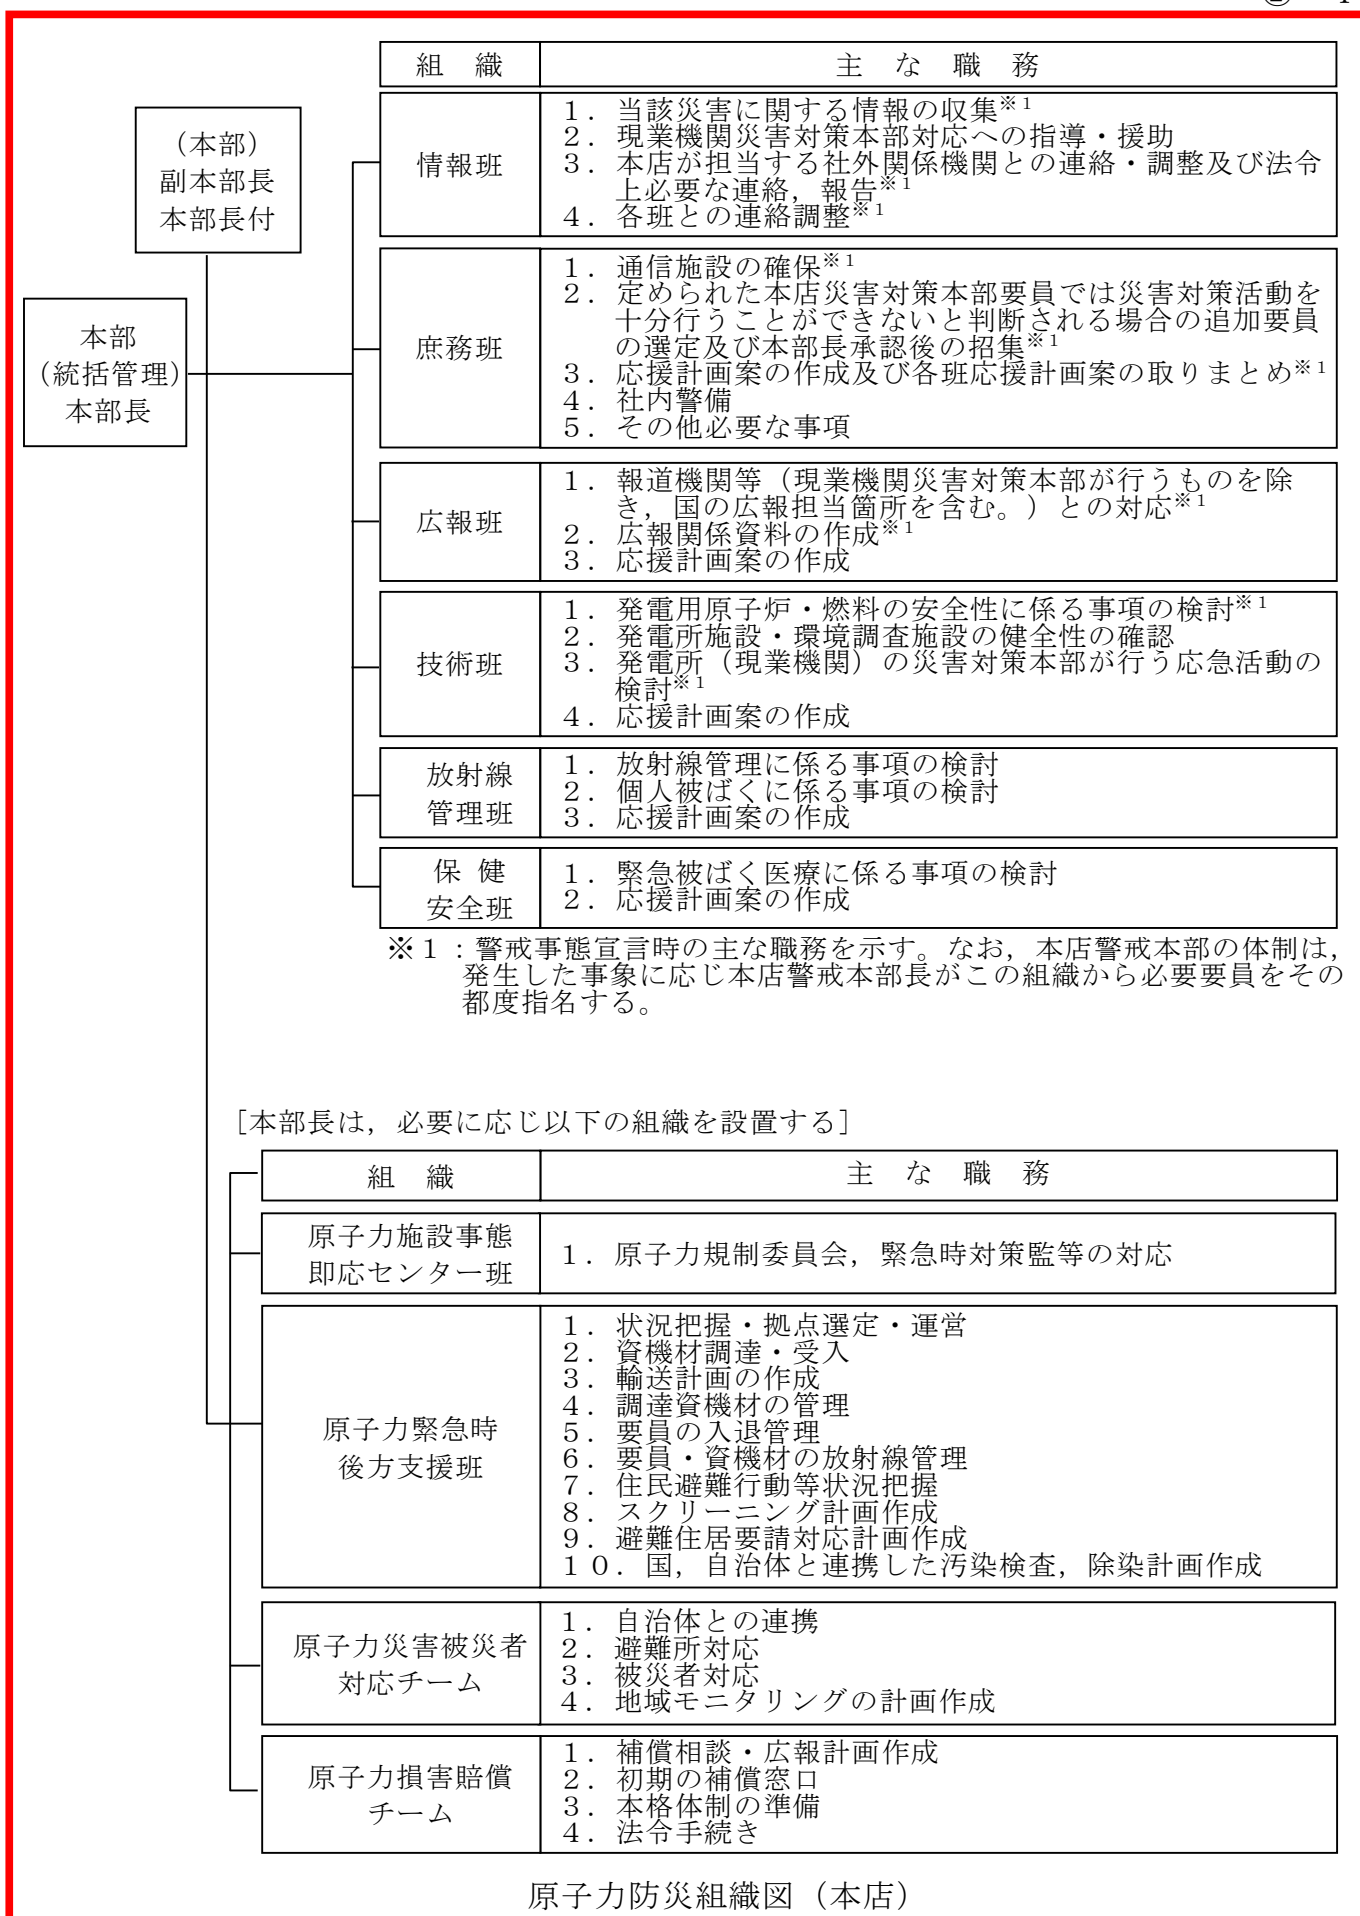 組　織
主　な　職　務
（本部）
副本部長
本部長付
本部
（統括管理）
本部長
情報班
１．当該災害に関する情報の収集※１
２．現業機関災害対策本部対応への指導・援助
３．本店が担当する社外関係機関との連絡・調整及び法令
上必要な連絡，報告※１
４．各班との連絡調整※１
庶務班
１．通信施設の確保※１
２．定められた本店災害対策本部要員では災害対策活動を
十分行うことができないと判断される場合の追加要員
の選定及び本部長承認後の招集※１
３．応援計画案の作成及び各班応援計画案の取りまとめ※１
４．社内警備
５．その他必要な事項
広報班
１．報道機関等（現業機関災害対策本部が行うものを除
き，国の広報担当箇所を含む。）との対応※１
２．広報関係資料の作成※１
３．応援計画案の作成
技術班
１．発電用原子炉・燃料の安全性に係る事項の検討※１
２．発電所施設・環境調査施設の健全性の確認
３．発電所（現業機関）の災害対策本部が行う応急活動の
検討※１
４．応援計画案の作成
放射線
管理班
１．放射線管理に係る事項の検討
２．個人被ばくに係る事項の検討
３．応援計画案の作成
保 健
安全班
１．緊急被ばく医療に係る事項の検討
２．応援計画案の作成
※１：警戒事態宣言時の主な職務を示す。なお，本店警戒本部の体制は，
発生した事象に応じ本店警戒本部長がこの組織から必要要員をその
都度指名する。
［本部長は，必要に応じ以下の組織を設置する］
組　織
主　な　職　務
原子力施設事態
即応センター班
１．原子力規制委員会，緊急時対策監等の対応
原子力緊急時
後方支援班
１．状況把握・拠点選定・運営
２．資機材調達・受入
３．輸送計画の作成
４．調達資機材の管理
５．要員の入退管理
６．要員・資機材の放射線管理
７．住民避難行動等状況把握
８．スクリーニング計画作成
９．避難住居要請対応計画作成
１０．国，自治体と連携した汚染検査，除染計画作成
原子力災害被災者
対応チーム
１．自治体との連携
２．避難所対応
３．被災者対応
４．地域モニタリングの計画作成
原子力損害賠償
チーム
１．補償相談・広報計画作成
２．初期の補償窓口
３．本格体制の準備
４．法令手続き
原子力防災組織図（本店）